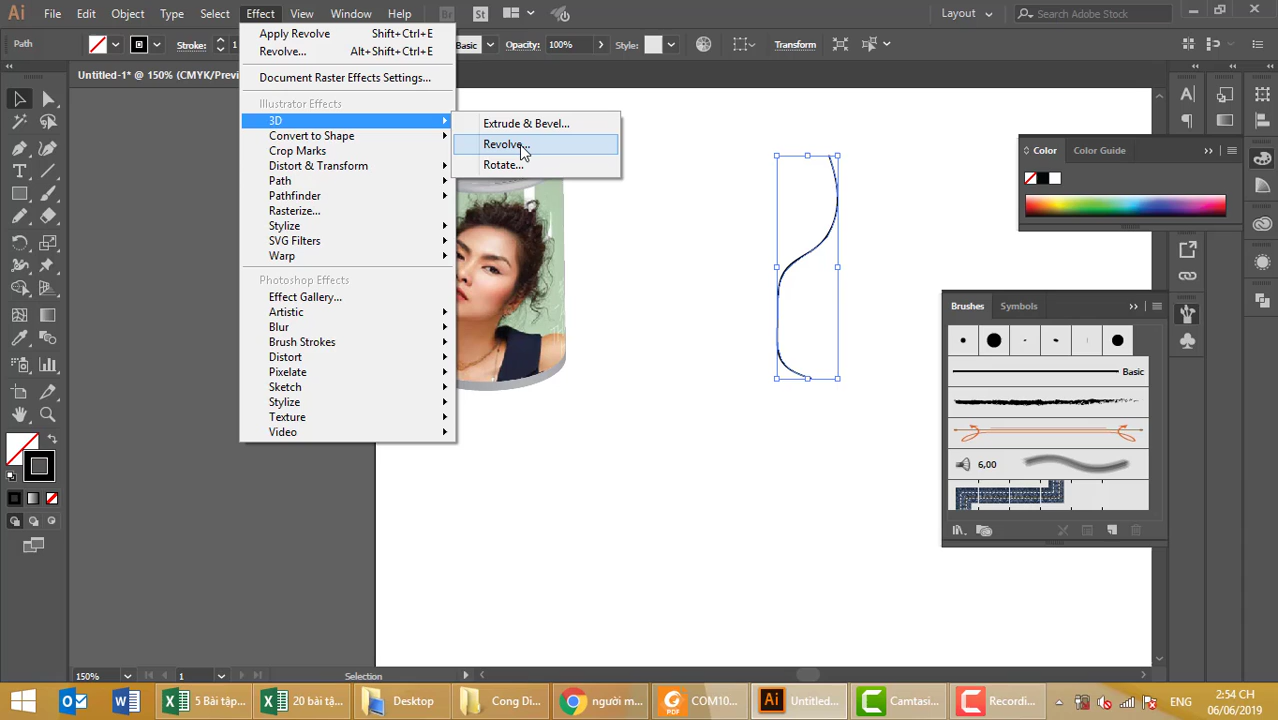 Ai File Edit Object Type Select Effect View Window Help Br St Layout Search Adobe Stock
Path Stroke: 1 Basic Opacity: 100% Style: Transform
Untitled-1* @ 150% (CMYK/Previ
Apply Revolve Shift+Ctrl+E
Revolve... Alt+Shift+Ctrl+E
Document Raster Effects Settings...
Illustrator Effects
3D
Convert to Shape
Crop Marks
Distort & Transform
Path
Pathfinder
Rasterize...
Stylize
SVG Filters
Warp
Photoshop Effects
Effect Gallery...
Artistic
Blur
Brush Strokes
Distort
Pixelate
Sketch
Stylize
Texture
Video
Extrude & Bevel...
Revolve...
Rotate...
Color Color Guide
Brushes Symbols
Basic
6,00
150% 1 Selection
5 Bài tập... 20 bài tập... Desktop Cong Di... người m... COM10... Untitled... Camtasi... Recordi... ENG 2:54 CH
06/06/2019